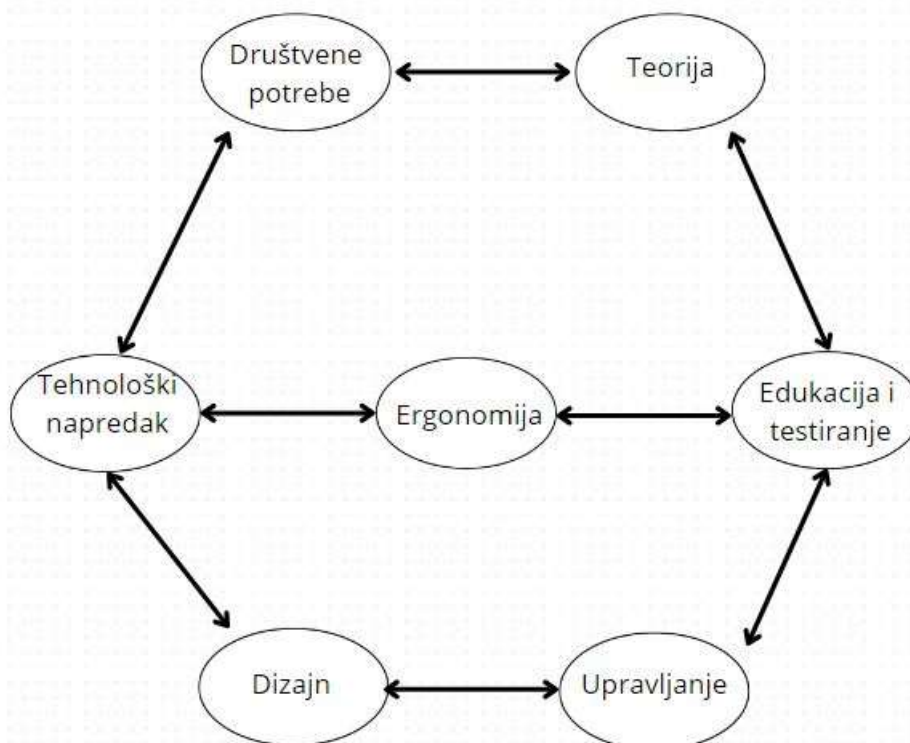 Društvene
potrebe
Teorija
Tehnološki
napredak
Ergonomija
Edukacija i
testiranje
Dizajn
Upravljanje